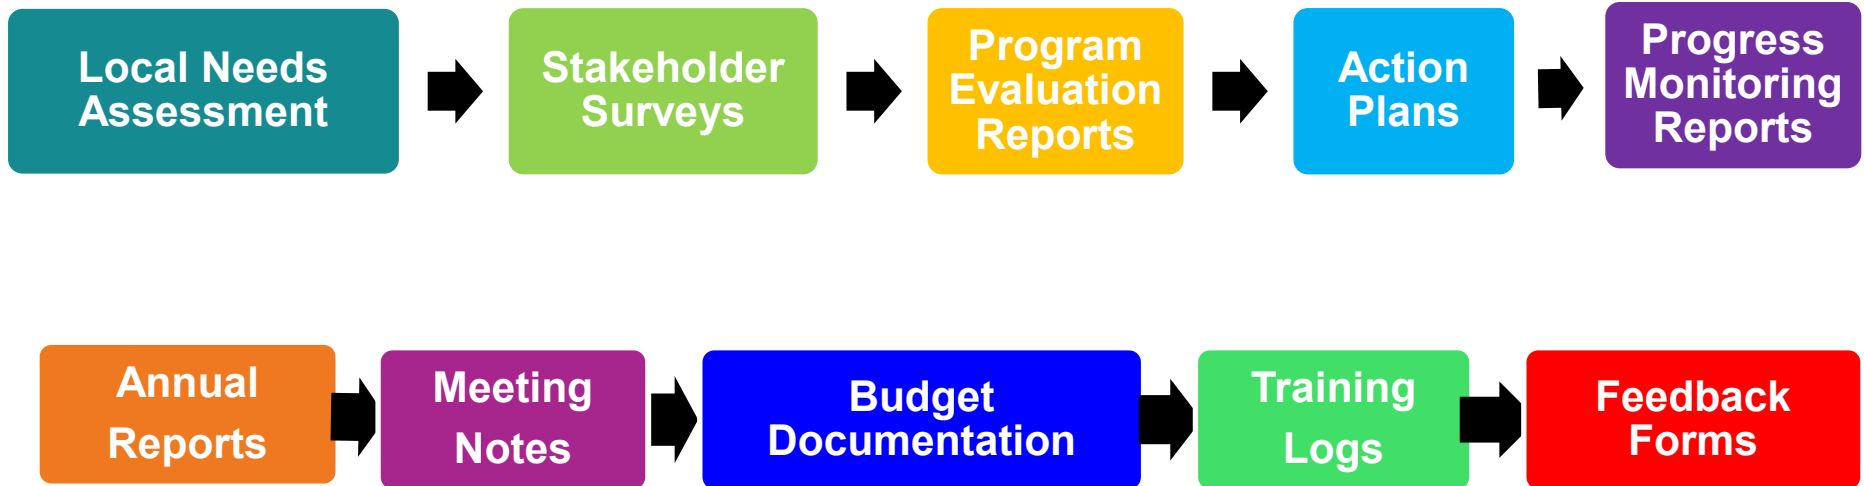 Local Needs
Assessment
Stakeholder
Surveys
Program
Evaluation
Reports
Action
Plans
Progress
Monitoring
Reports
Annual
Reports
Meeting
Notes
Budget
Documentation
Training
Logs
Feedback
Forms